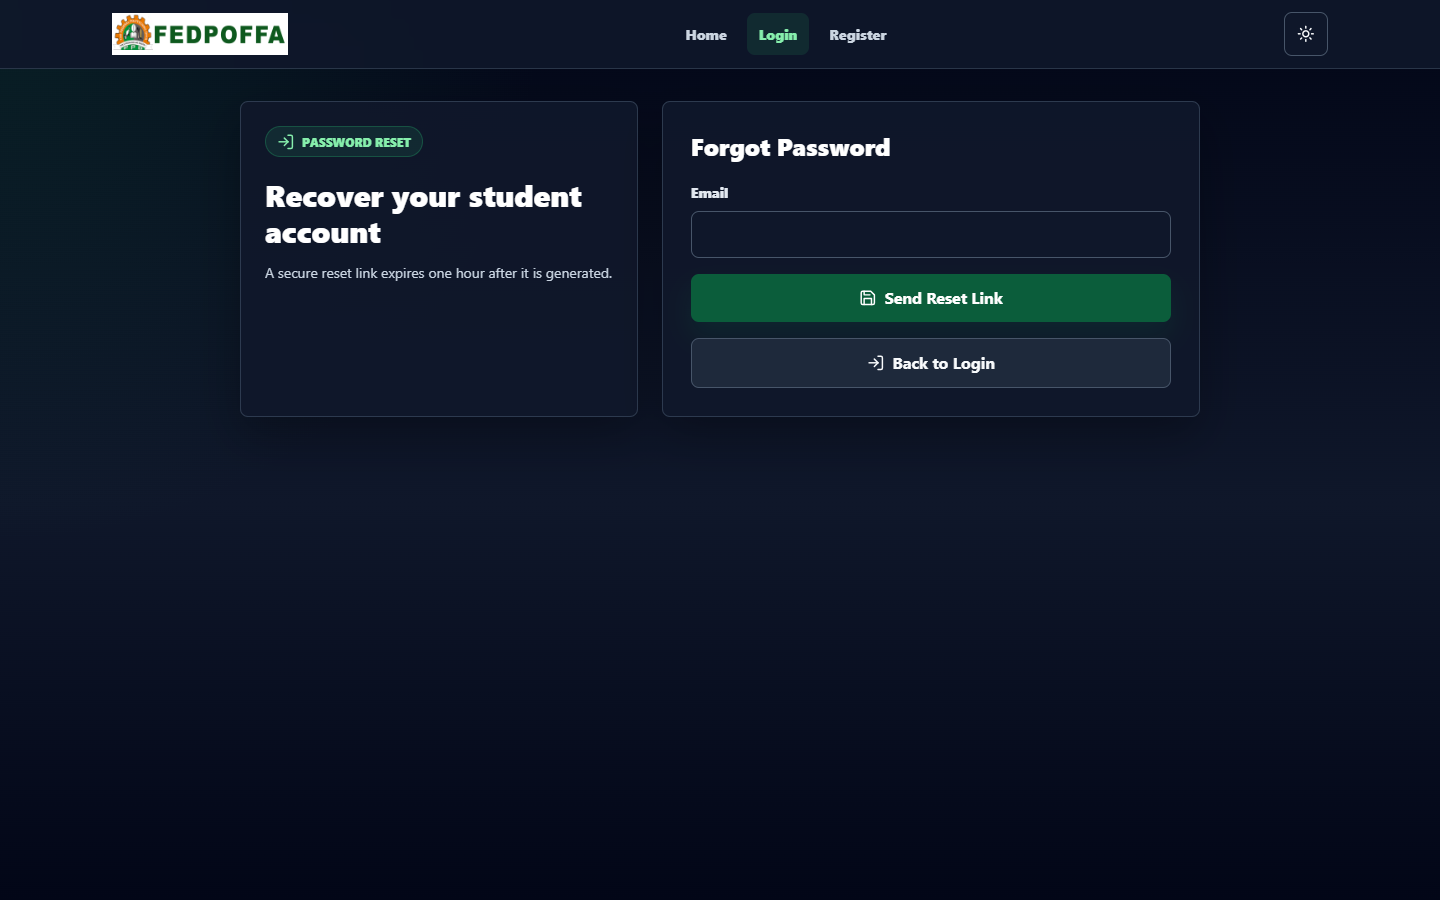 FEDPOFFA
Home
Login
Register
PASSWORD RESET
Recover your student
account
A secure reset link expires one hour after it is generated.
Forgot Password
Email
Send Reset Link
Back to Login